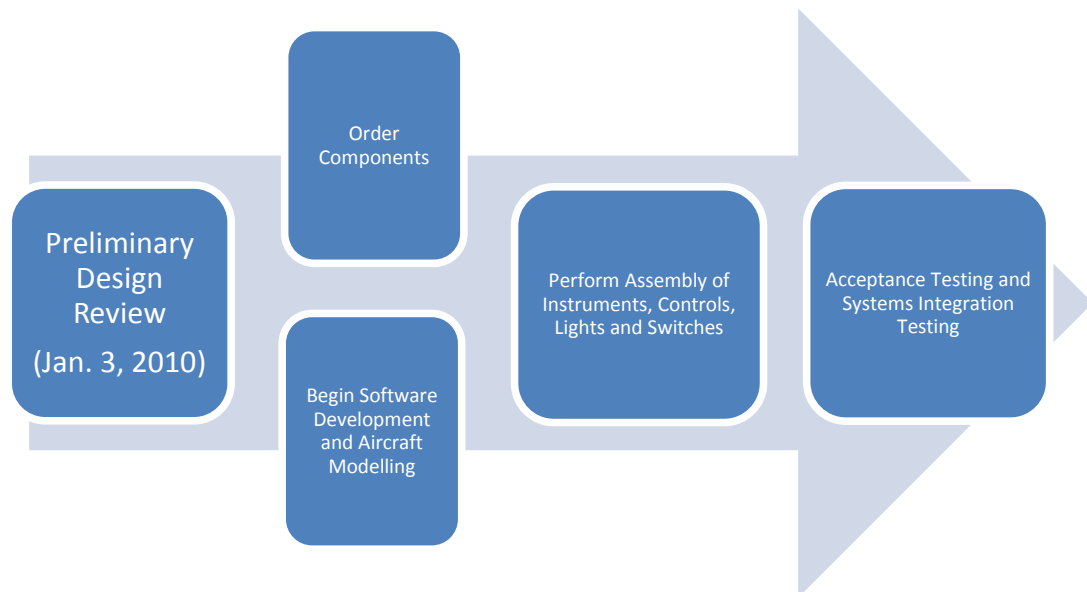 Preliminary
Design
Review
(Jan. 3, 2010)
Order
Components
Begin Software
Development
and Aircraft
Modelling
Perform Assembly of
Instruments, Controls,
Lights and Switches
Acceptance Testing and
Systems Integration
Testing